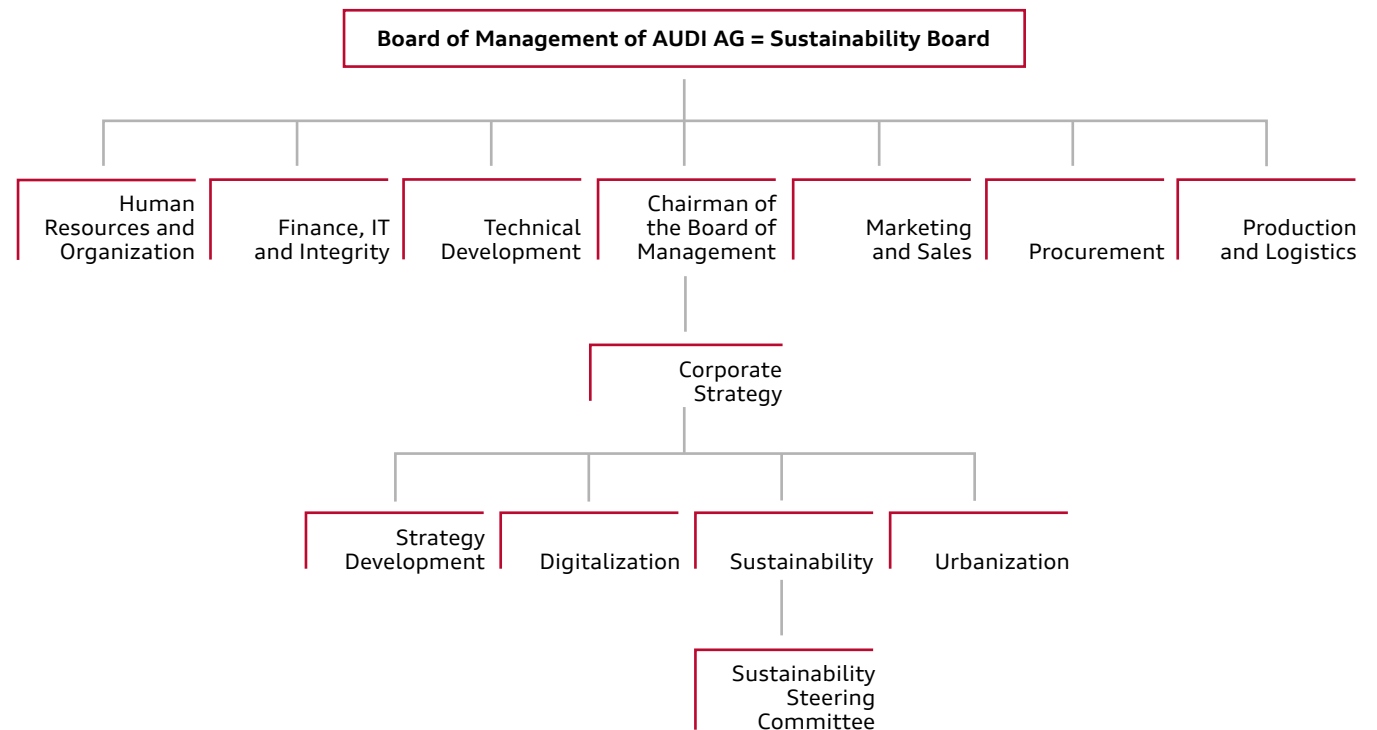 Board of Management of AUDI AG = Sustainability Board
Human
Resources and
Organization
Finance, IT
and Integrity
Technical
Development
Chairman of
the Board of
Management
Marketing
and Sales
Procurement
Production
and Logistics
Corporate
Strategy
Strategy
Development
Digitalization
Sustainability
Urbanization
Sustainability
Steering
Committee